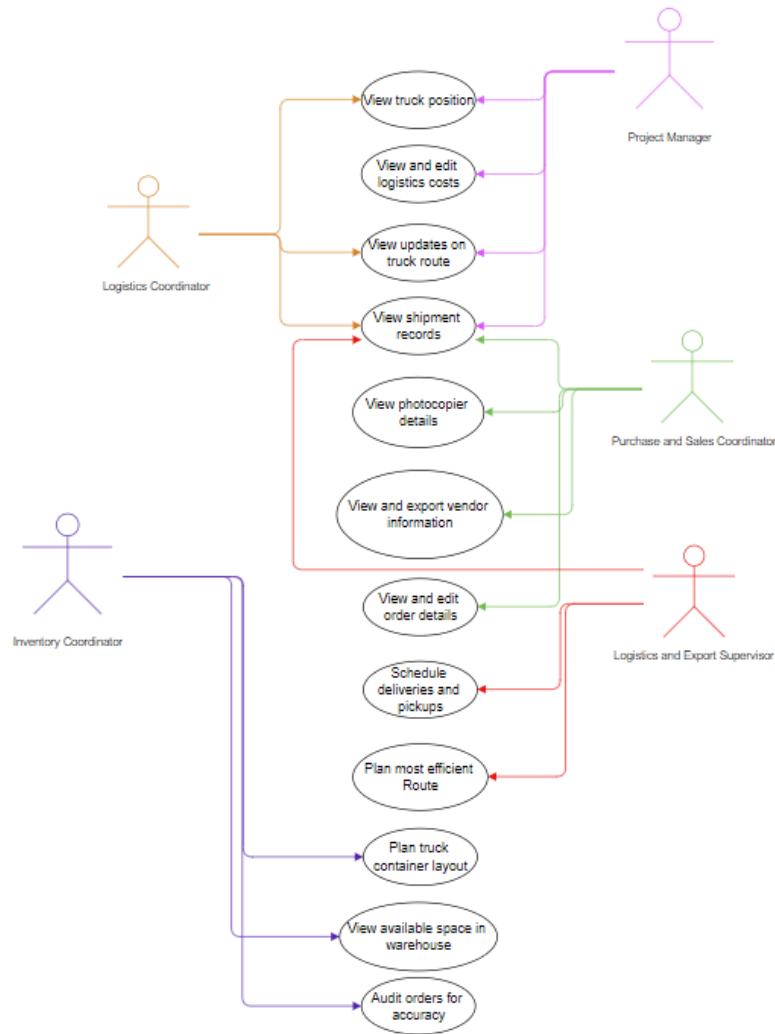 View truck position
Project Manager
View and edit
logistics costs
View updates on
truck route
Logistics Coordinator
View shipment
records
View photocopier
details
Purchase and Sales Coordinator
View and export vendor
information
View and edit
order details
Inventory Coordinator
Logistics and Export Supervisor
Schedule
deliveries and
pickups
Plan most efficient
Route
Plan truck
container layout
View available space in
warehouse
Audit orders for
accuracy